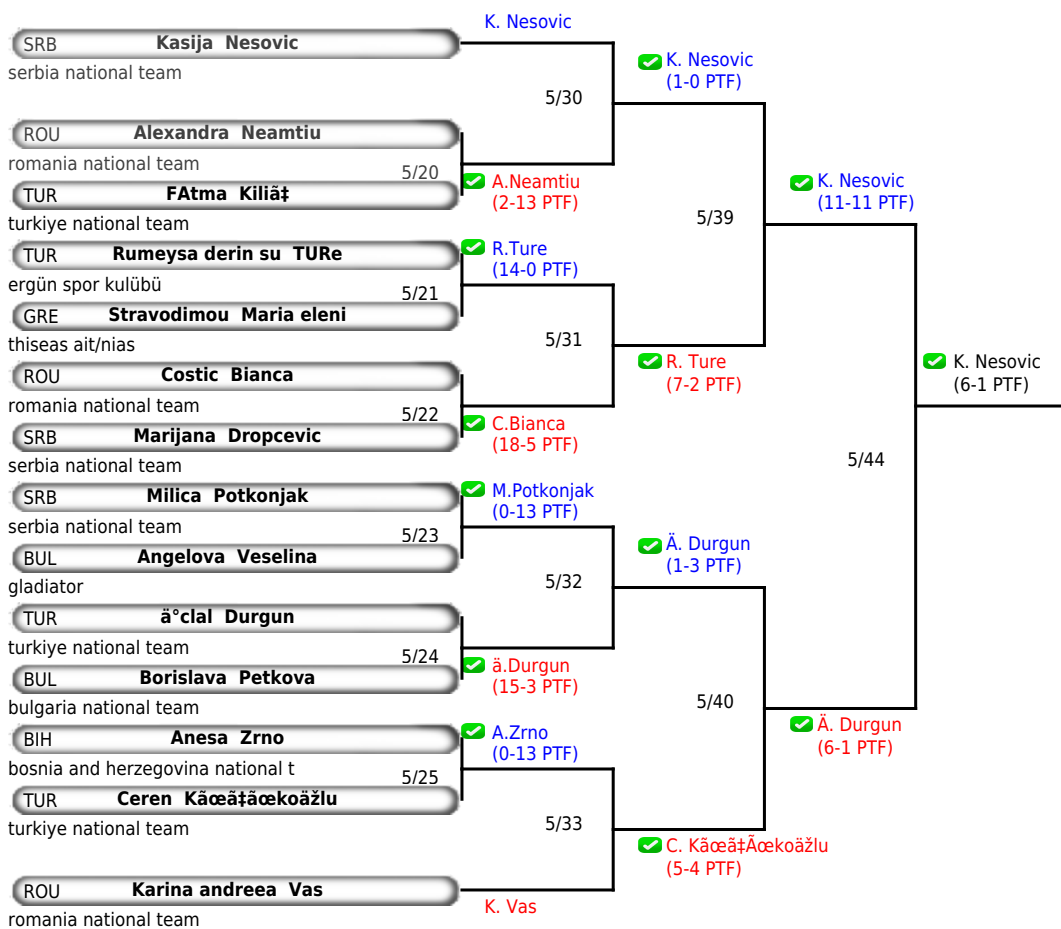 K. Nesovic
SRB Kasija Nesovic
serbia national team
K. Nesovic
(1-0 PTF)
5/30
ROU Alexandra Neamtiu
romania national team
5/20
A.Neamtiu
(2-13 PTF)
TUR FAtma Kiliã‡
turkiye national team
K. Nesovic
(11-11 PTF)
5/39
TUR Rumeysa derin su TURe
ergün spor kulübü
R.Ture
(14-0 PTF)
5/21
GRE Stravodimou Maria eleni
thiseas ait/nias
5/31
R. Ture
(7-2 PTF)
ROU Costic Bianca
romania national team
5/22
C.Bianca
(18-5 PTF)
SRB Marijana Dropcevic
serbia national team
K. Nesovic
(6-1 PTF)
5/44
SRB Milica Potkonjak
serbia national team
M.Potkonjak
(0-13 PTF)
5/23
BUL Angelova Veselina
gladiator
Ä. Durgun
(1-3 PTF)
5/32
TUR ä°clal Durgun
turkiye national team
5/24
ä.Durgun
(15-3 PTF)
BUL Borislava Petkova
bulgaria national team
5/40
Ä. Durgun
(6-1 PTF)
BIH Anesa Zrno
bosnia and herzegovina national t
A.Zrno
(0-13 PTF)
5/25
TUR Ceren Kãœã‡ãœkoäžlu
turkiye national team
5/33
C. Kãœã‡Ãœkoäžlu
(5-4 PTF)
ROU Karina andreea Vas
romania national team
K. Vas